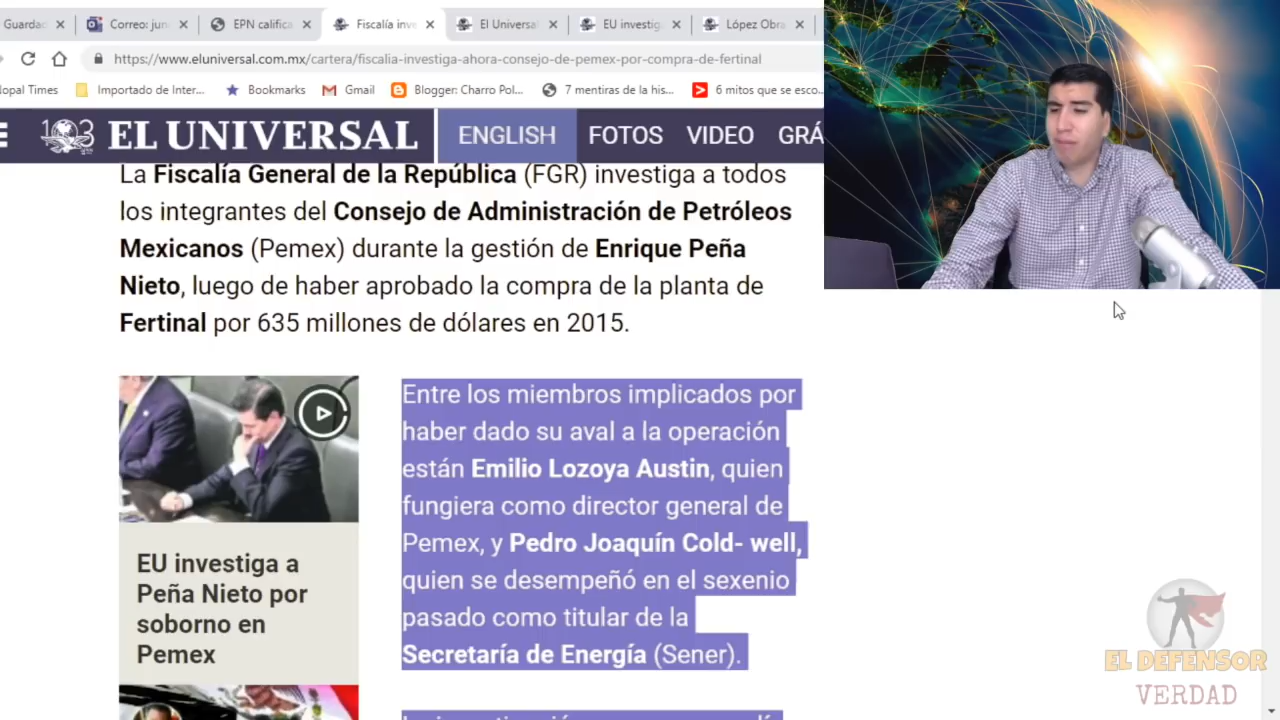 Guardac
Correo: jun
EPN califica
Fiscalía inve
El Universa
EU investig
López Obra
https://www.eluniversal.com.mx/cartera/fiscalia-investiga-ahora-consejo-de-pemex-por-compra-de-fertinal
lopal Times
Importado de Inter...
Bookmarks
Gmail
Blogger: Charro Pol...
7 mentiras de la his...
6 mitos que se esco...
103
EL UNIVERSAL
ENGLISH
FOTOS
VIDEO
GRÁ
La Fiscalía General de la República (FGR) investiga a todos
los integrantes del Consejo de Administración de Petróleos
Mexicanos (Pemex) durante la gestión de Enrique Peña
Nieto, luego de haber aprobado la compra de la planta de
Fertinal por 635 millones de dólares en 2015.
EU investiga a
Peña Nieto por
soborno en
Pemex
Entre los miembros implicados por
haber dado su aval a la operación
están Emilio Lozoya Austin, quien
fungiera como director general de
Pemex, y Pedro Joaquín Cold- well,
quien se desempeñó en el sexenio
pasado como titular de la
Secretaría de Energía (Sener).
EL DEFENSOR
VERDAD